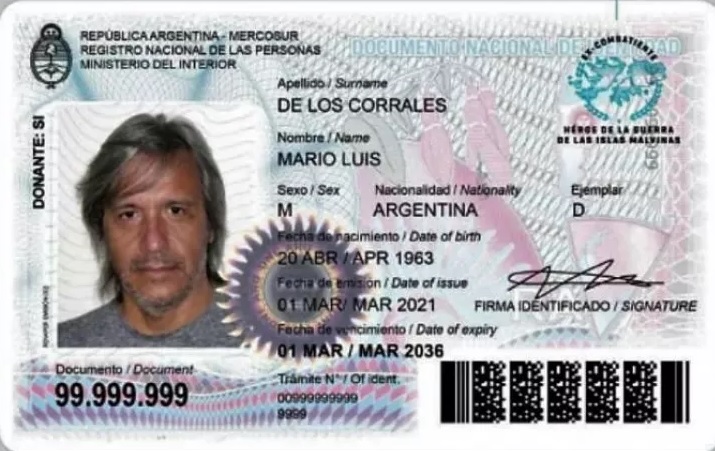 REPÚBLICA ARGENTINA - MERCOSUR
REGISTRO NACIONAL DE LAS PERSONAS
MINISTERIO DEL INTERIOR
DOCUMENTO NACIONAL DE IDENTIDAD
Apellido / Surname
DE LOS CORRALES
EX-COMBATIENTE
HÉROES DE LA GUERRA
DE LAS ISLAS MALVINAS
Nombre / Name
MARIO LUIS
DONANTE: SI
Sexo / Sex Nacionalidad / Nationality Ejemplar
M ARGENTINA D
Fecha de nacimiento / Date of birth
20 ABR / APR 1963
Fecha de emisión / Date of issue
01 MAR/ MAR 2021
FIRMA IDENTIFICADO / SIGNATURE
Fecha de vencimiento / Date of expiry
01 MAR / MAR 2036
Documento / Document
99.999.999
Trámite N° / Of ident.
00999999999
9999